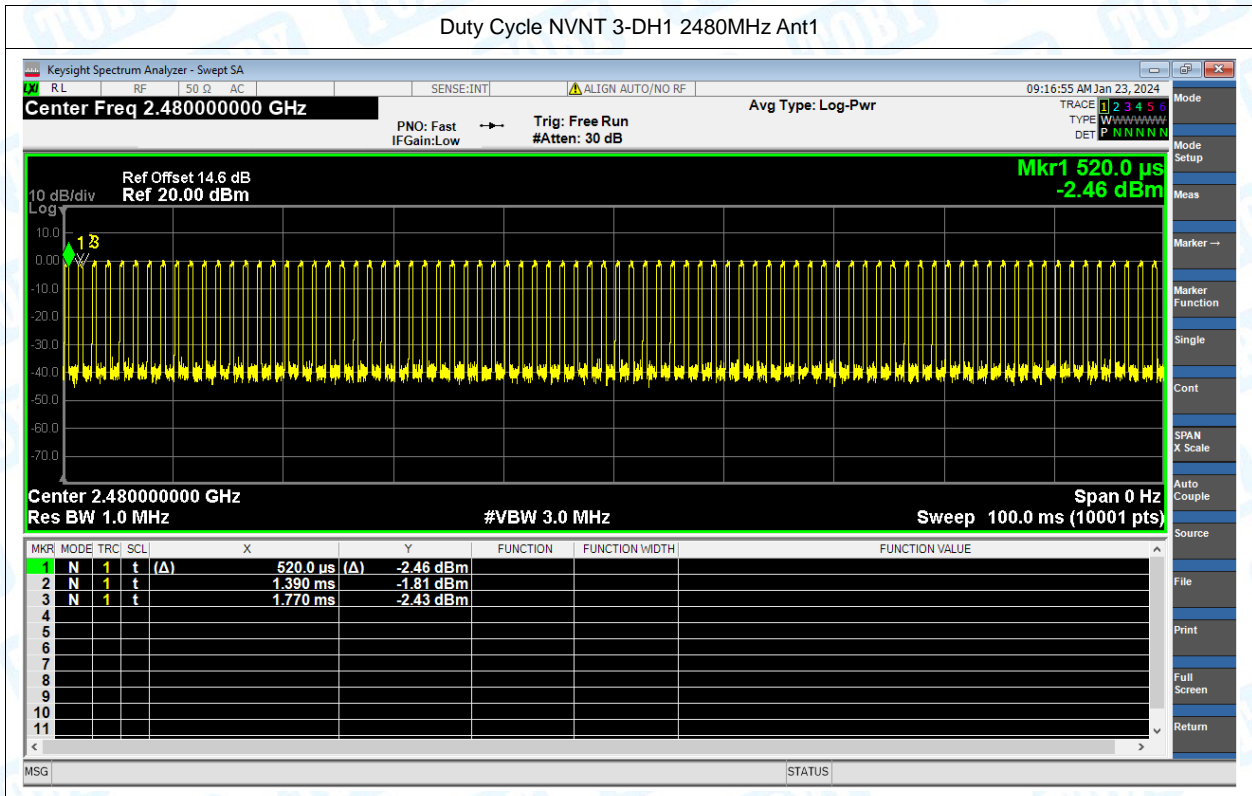 Duty Cycle NVNT 3-DH1 2480MHz Ant1
Keysight Spectrum Analyzer - Swept SA
LXI RL RF 50 Ω AC SENSE:INT ALIGN AUTO/NO RF 09:16:55 AM Jan 23, 2024
Center Freq 2.480000000 GHz
PNO: Fast
IFGain:Low
Trig: Free Run
#Atten: 30 dB
Avg Type: Log-Pwr
TRACE 1 2 3 4 5 6
TYPE WWWWWWW
DET P N N N N N
Ref Offset 14.6 dB
Ref 20.00 dBm
10 dB/div
Log
Mkr1 520.0 µs
-2.46 dBm
10.0
0.00
-10.0
-20.0
-30.0
-40.0
-50.0
-60.0
-70.0
1 3
Center 2.480000000 GHz
Span 0 Hz
Res BW 1.0 MHz
#VBW 3.0 MHz
Sweep 100.0 ms (10001 pts)
MKR MODE TRC SCL X Y FUNCTION FUNCTION WIDTH FUNCTION VALUE
1 N 1 t (Δ) 520.0 µs (Δ) -2.46 dBm
2 N 1 t 1.390 ms -1.81 dBm
3 N 1 t 1.770 ms -2.43 dBm
4
5
6
7
8
9
10
11
MSG
STATUS
Mode
Mode Setup
Meas
Marker→
Marker Function
Single
Cont
SPAN X Scale
Auto Couple
Source
File
Print
Full Screen
Return
TOBY